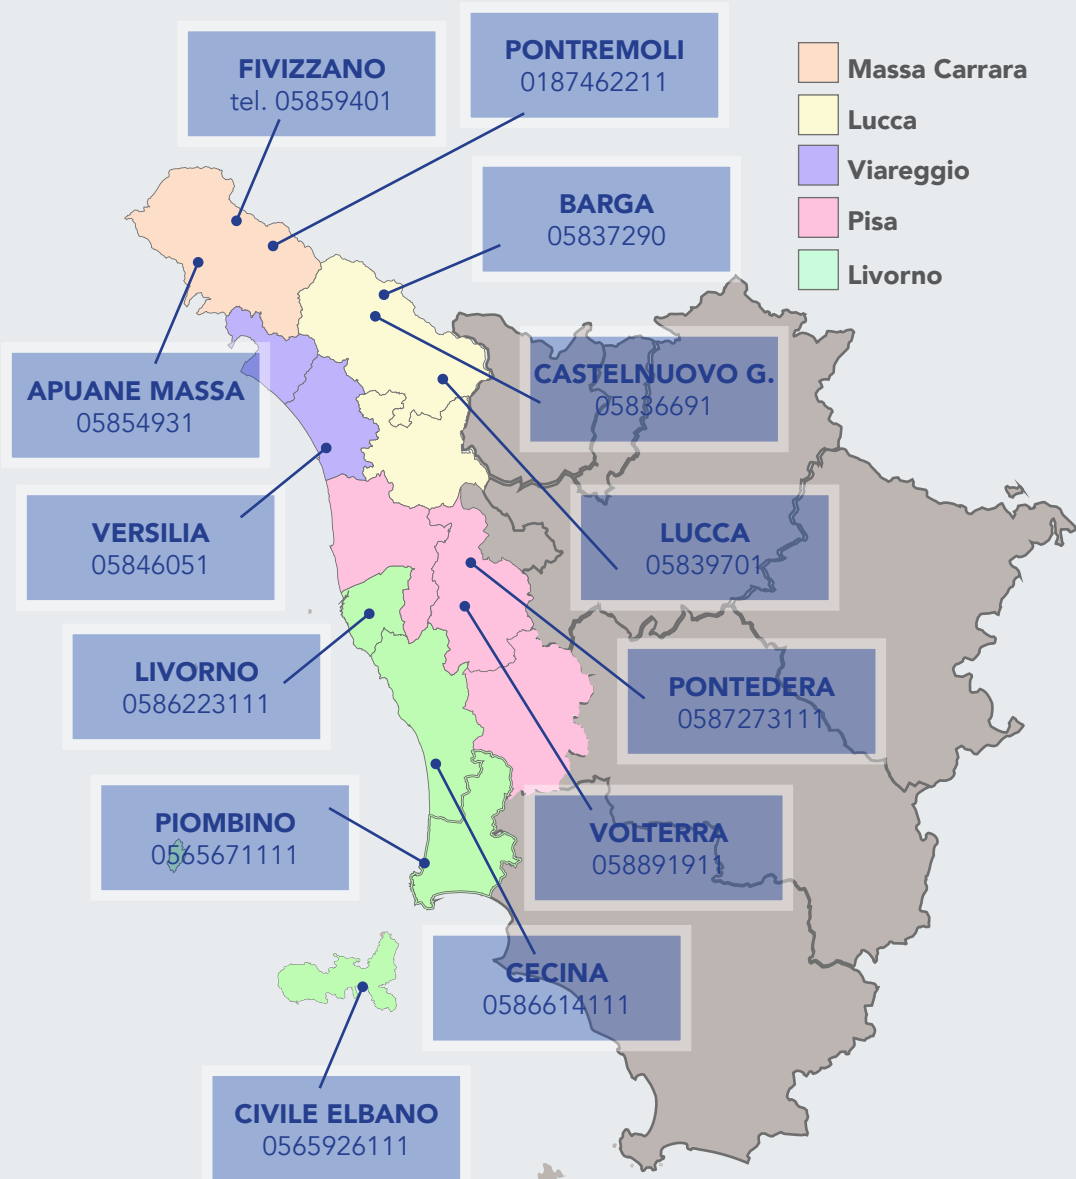 FIVIZZANO
tel. 05859401
PONTREMOLI
0187462211
Massa Carrara
Lucca
Viareggio
Pisa
Livorno
BARGA
05837290
CASTELNUOVO G.
05836691
APUANE MASSA
05854931
VERSILIA
05846051
LUCCA
05839701
LIVORNO
0586223111
PONTEDERA
0587273111
PIOMBINO
0565671111
VOLTERRA
058891911
CECINA
0586614111
CIVILE ELBANO
0565926111